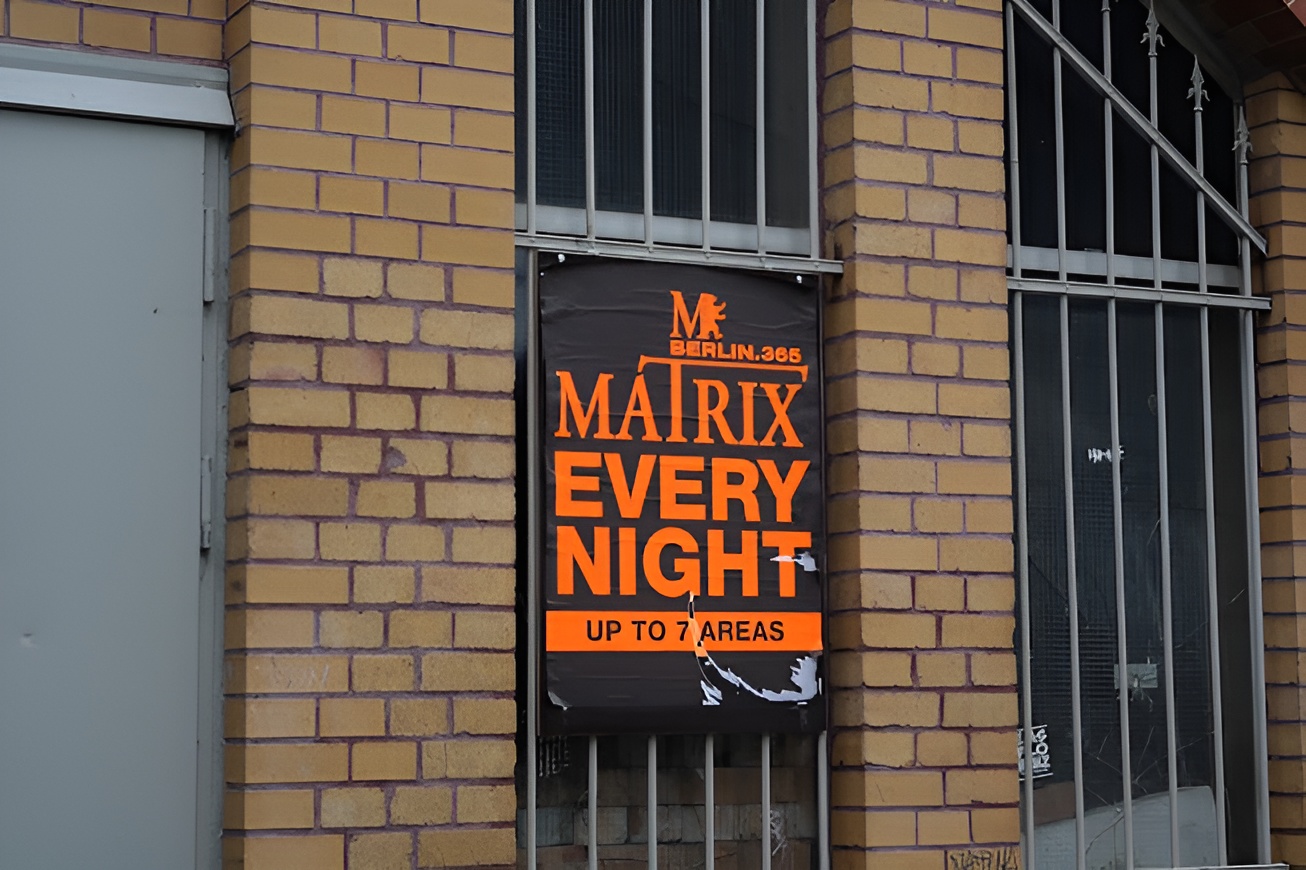 M
BERLIN.365
MATRIX
EVERY
NIGHT
UP TO 7 AREAS